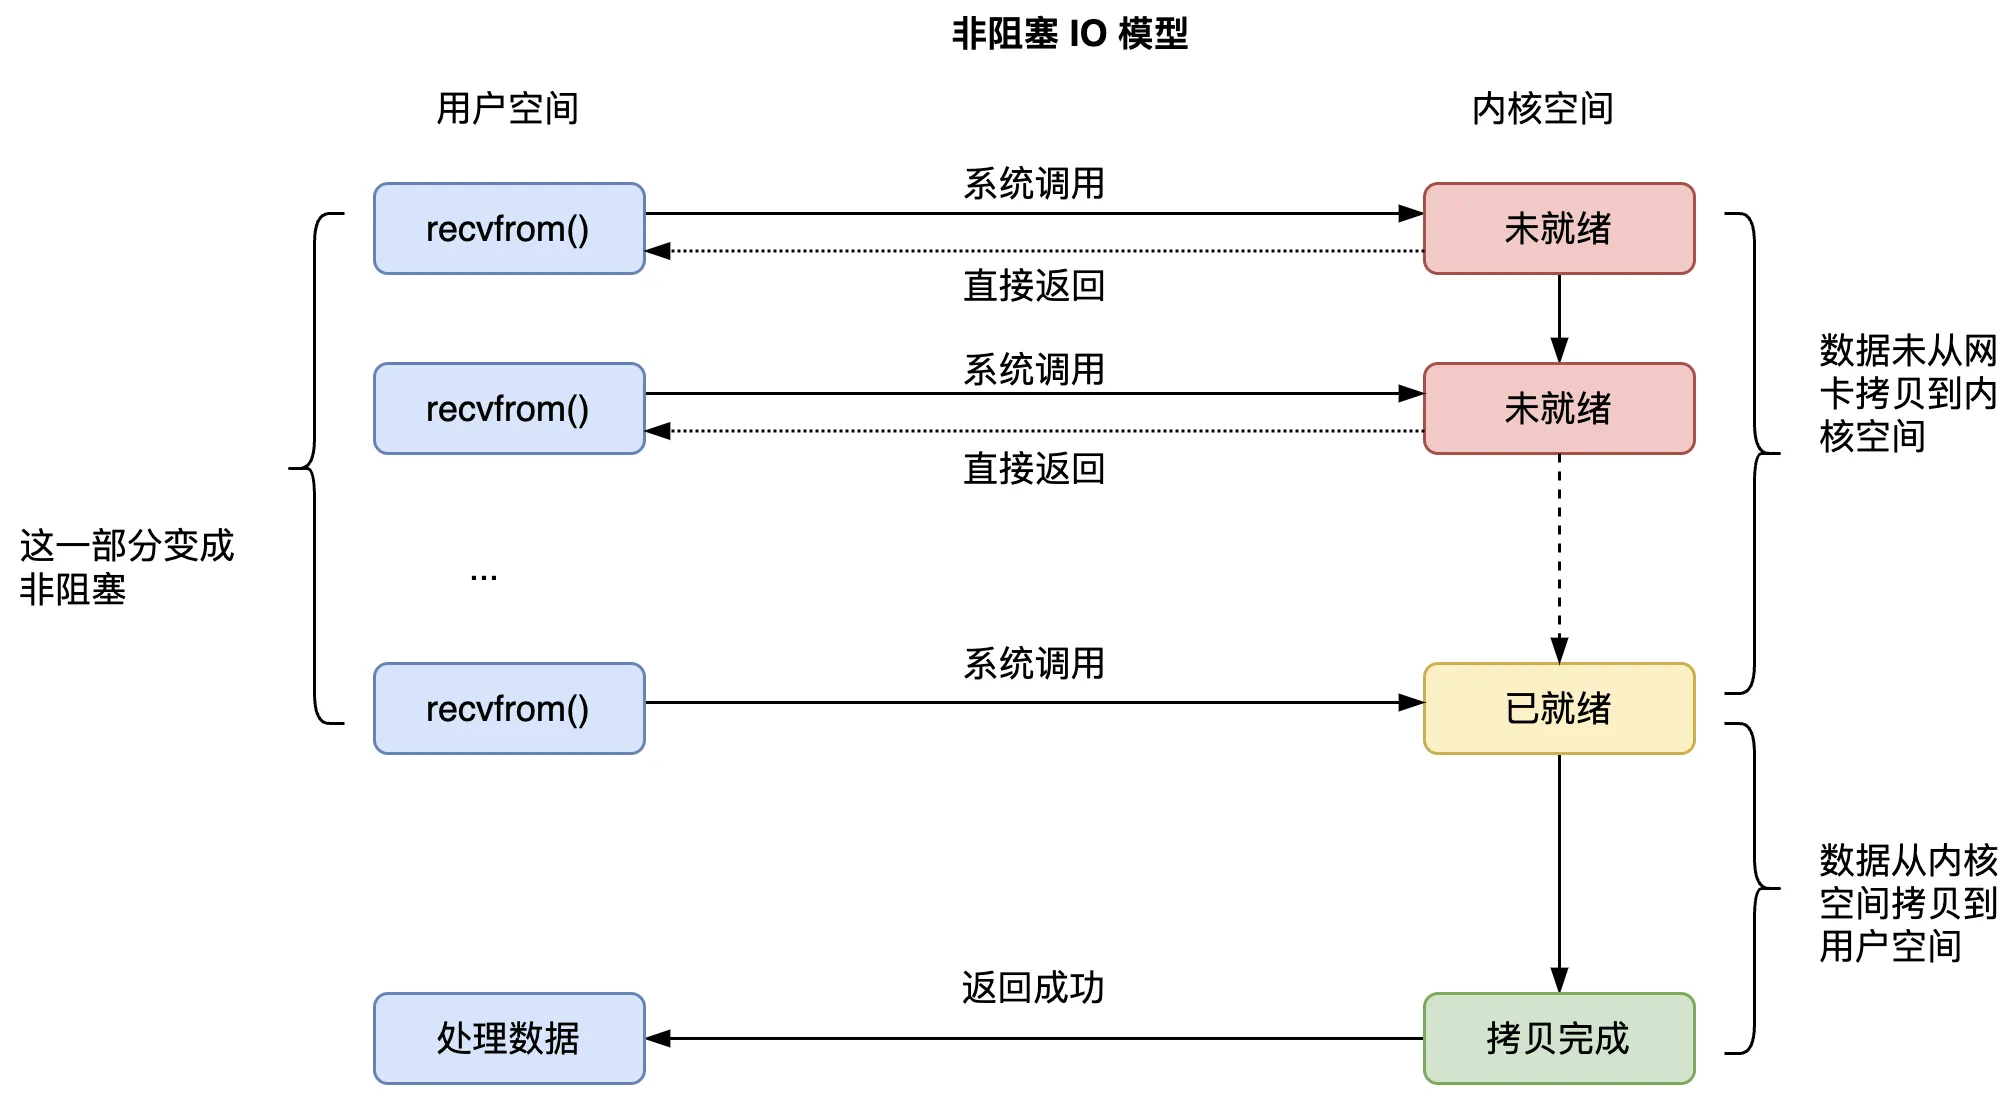 非阻塞 IO 模型
用户空间
内核空间
系统调用
recvfrom()
未就绪
直接返回
数据未从网
卡拷贝到内
核空间
系统调用
recvfrom()
未就绪
直接返回
这一部分变成
非阻塞
...
系统调用
recvfrom()
已就绪
数据从内核
空间拷贝到
用户空间
返回成功
处理数据
拷贝完成